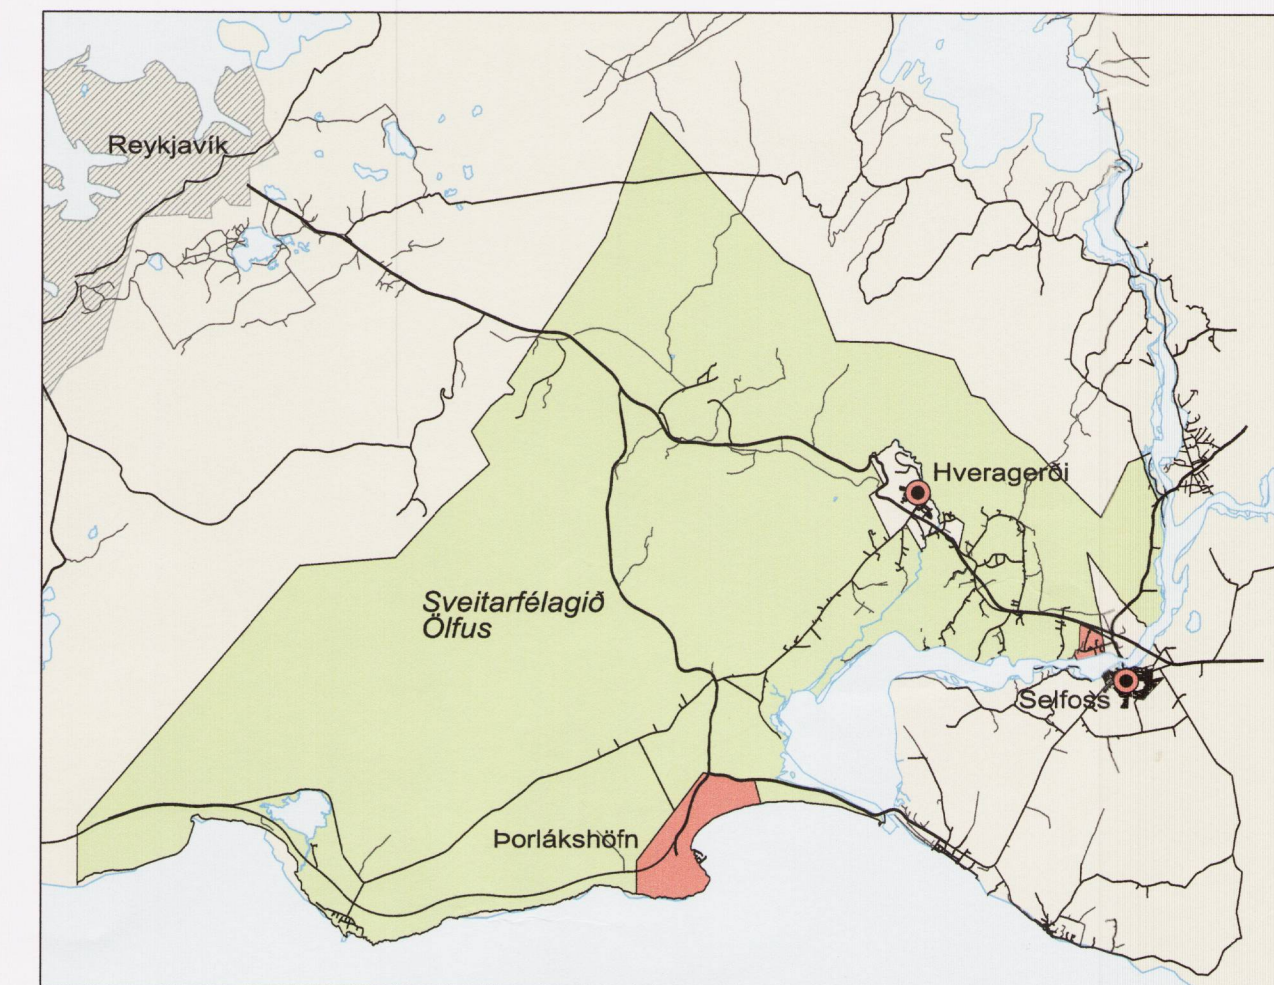 Reykjavík
Hveragerði
Sveitarfélagið
Ölfus
Selfoss
Þorlákshöfn